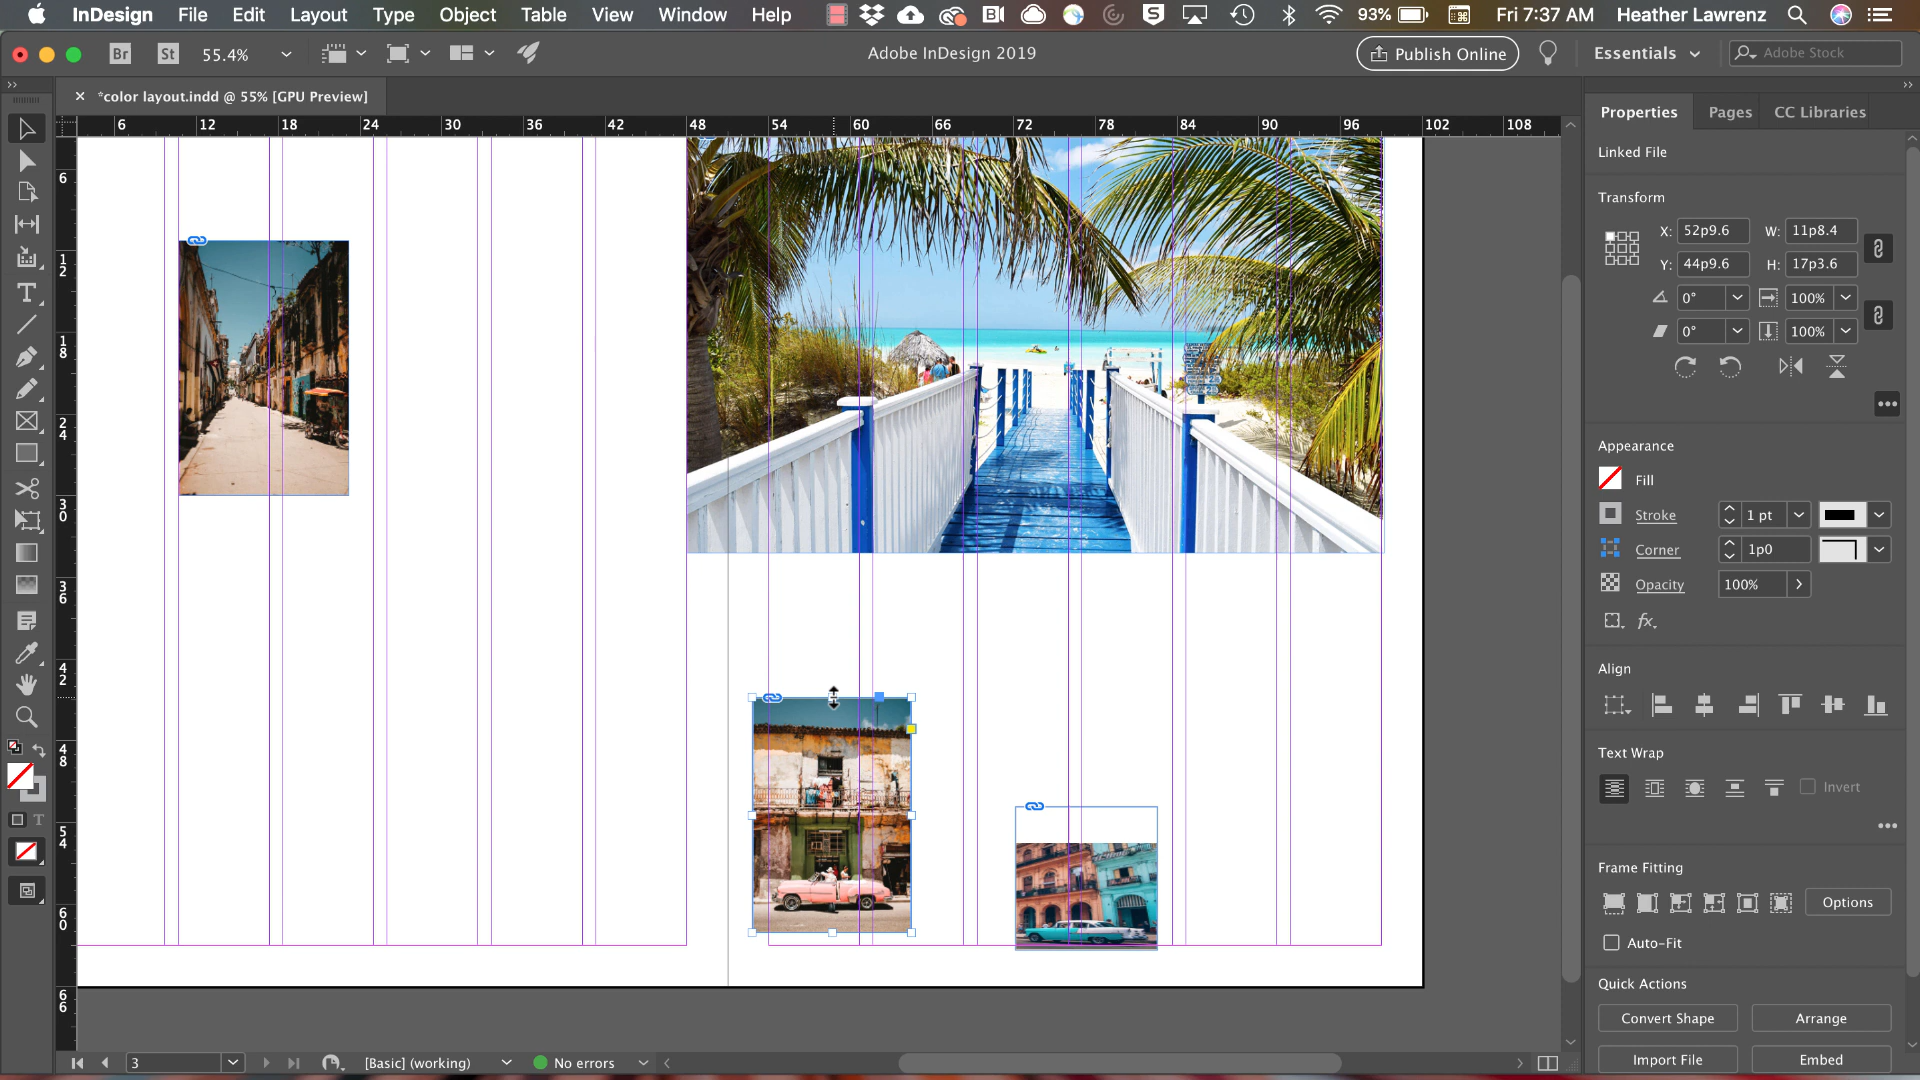 InDesign File Edit Layout Type Object Table View Window Help 93% Fri 7:37 AM Heather Lawrenz
Br St 55.4% Adobe InDesign 2019 Publish Online Essentials Adobe Stock
*color layout.indd @ 55% [GPU Preview]
6 12 18 24 30 36 42 48 54 60 66 72 78 84 90 96 102 108
6
12
18
24
30
36
42
48
54
60
66
Properties Pages CC Libraries
Linked File
Transform
X: 52p9.6 W: 11p8.4
Y: 44p9.6 H: 17p3.6
0° 100%
0° 100%
Appearance
Fill
Stroke 1 pt
Corner 1p0
Opacity 100%
fx
Align
Text Wrap
Invert
Frame Fitting
Options
Auto-Fit
Quick Actions
Convert Shape Arrange
Import File Embed
3 [Basic] (working) No errors